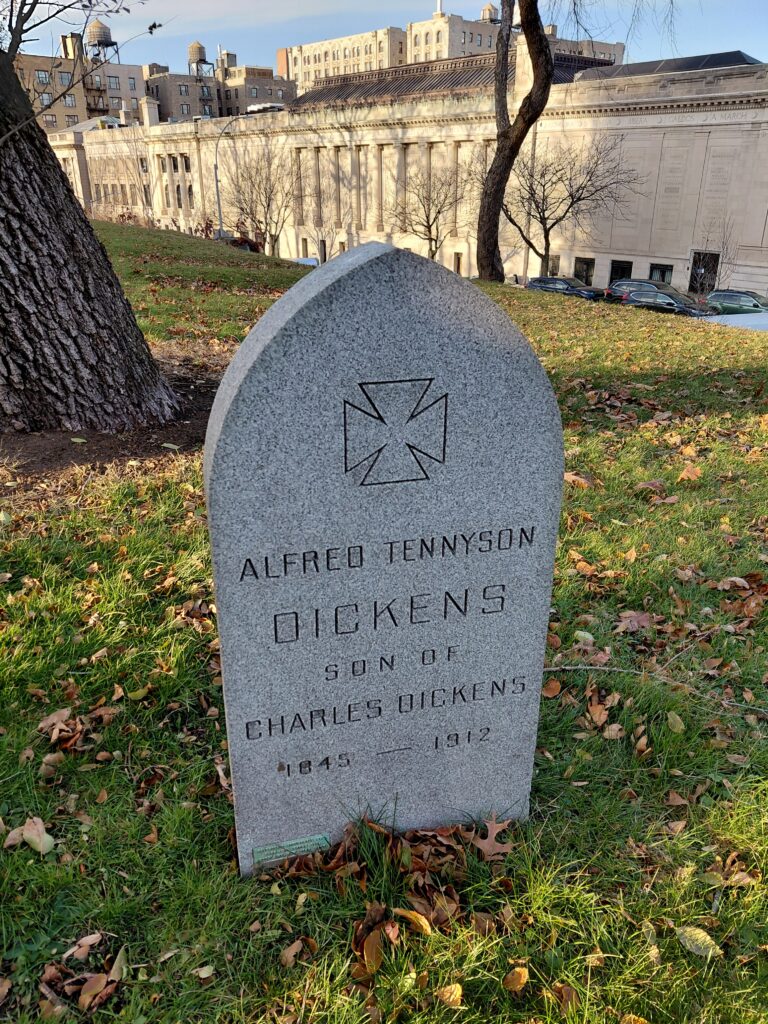 ALFRED TENNYSON
DICKENS
SON OF
CHARLES DICKENS
1845 — 1912